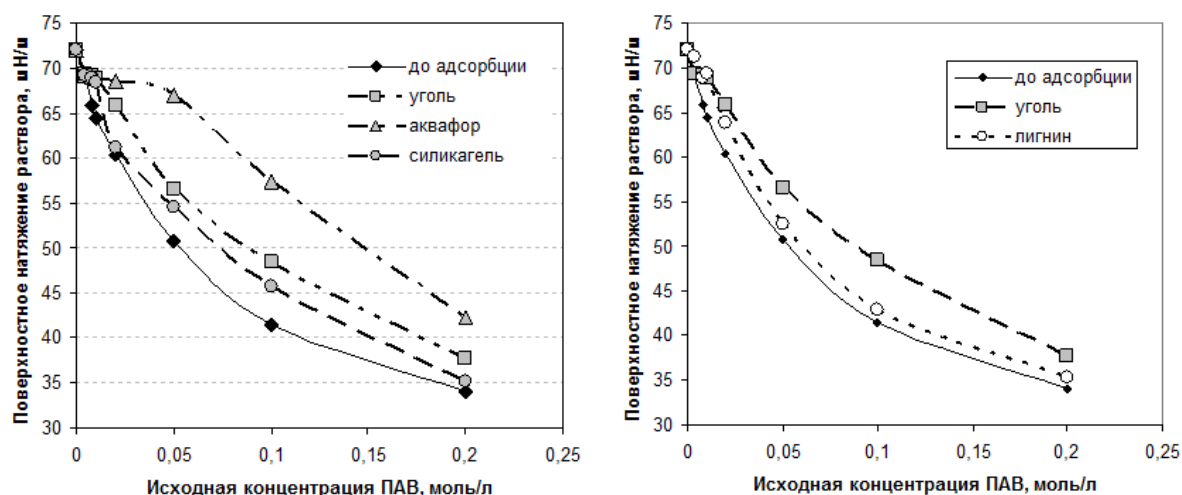 Поверхностное натяжение раствора, мН/м
75
70
65
60
55
50
45
40
35
30
до адсорбции
уголь
аквафор
силикагель
0
0,05
0,1
0,15
0,2
0,25
Исходная концентрация ПАВ, моль/л
Поверхностное натяжение раствора, мН/м
75
70
65
60
55
50
45
40
35
30
до адсорбции
уголь
лигнин
0
0,05
0,1
0,15
0,2
0,25
Исходная концентрация ПАВ, моль/л